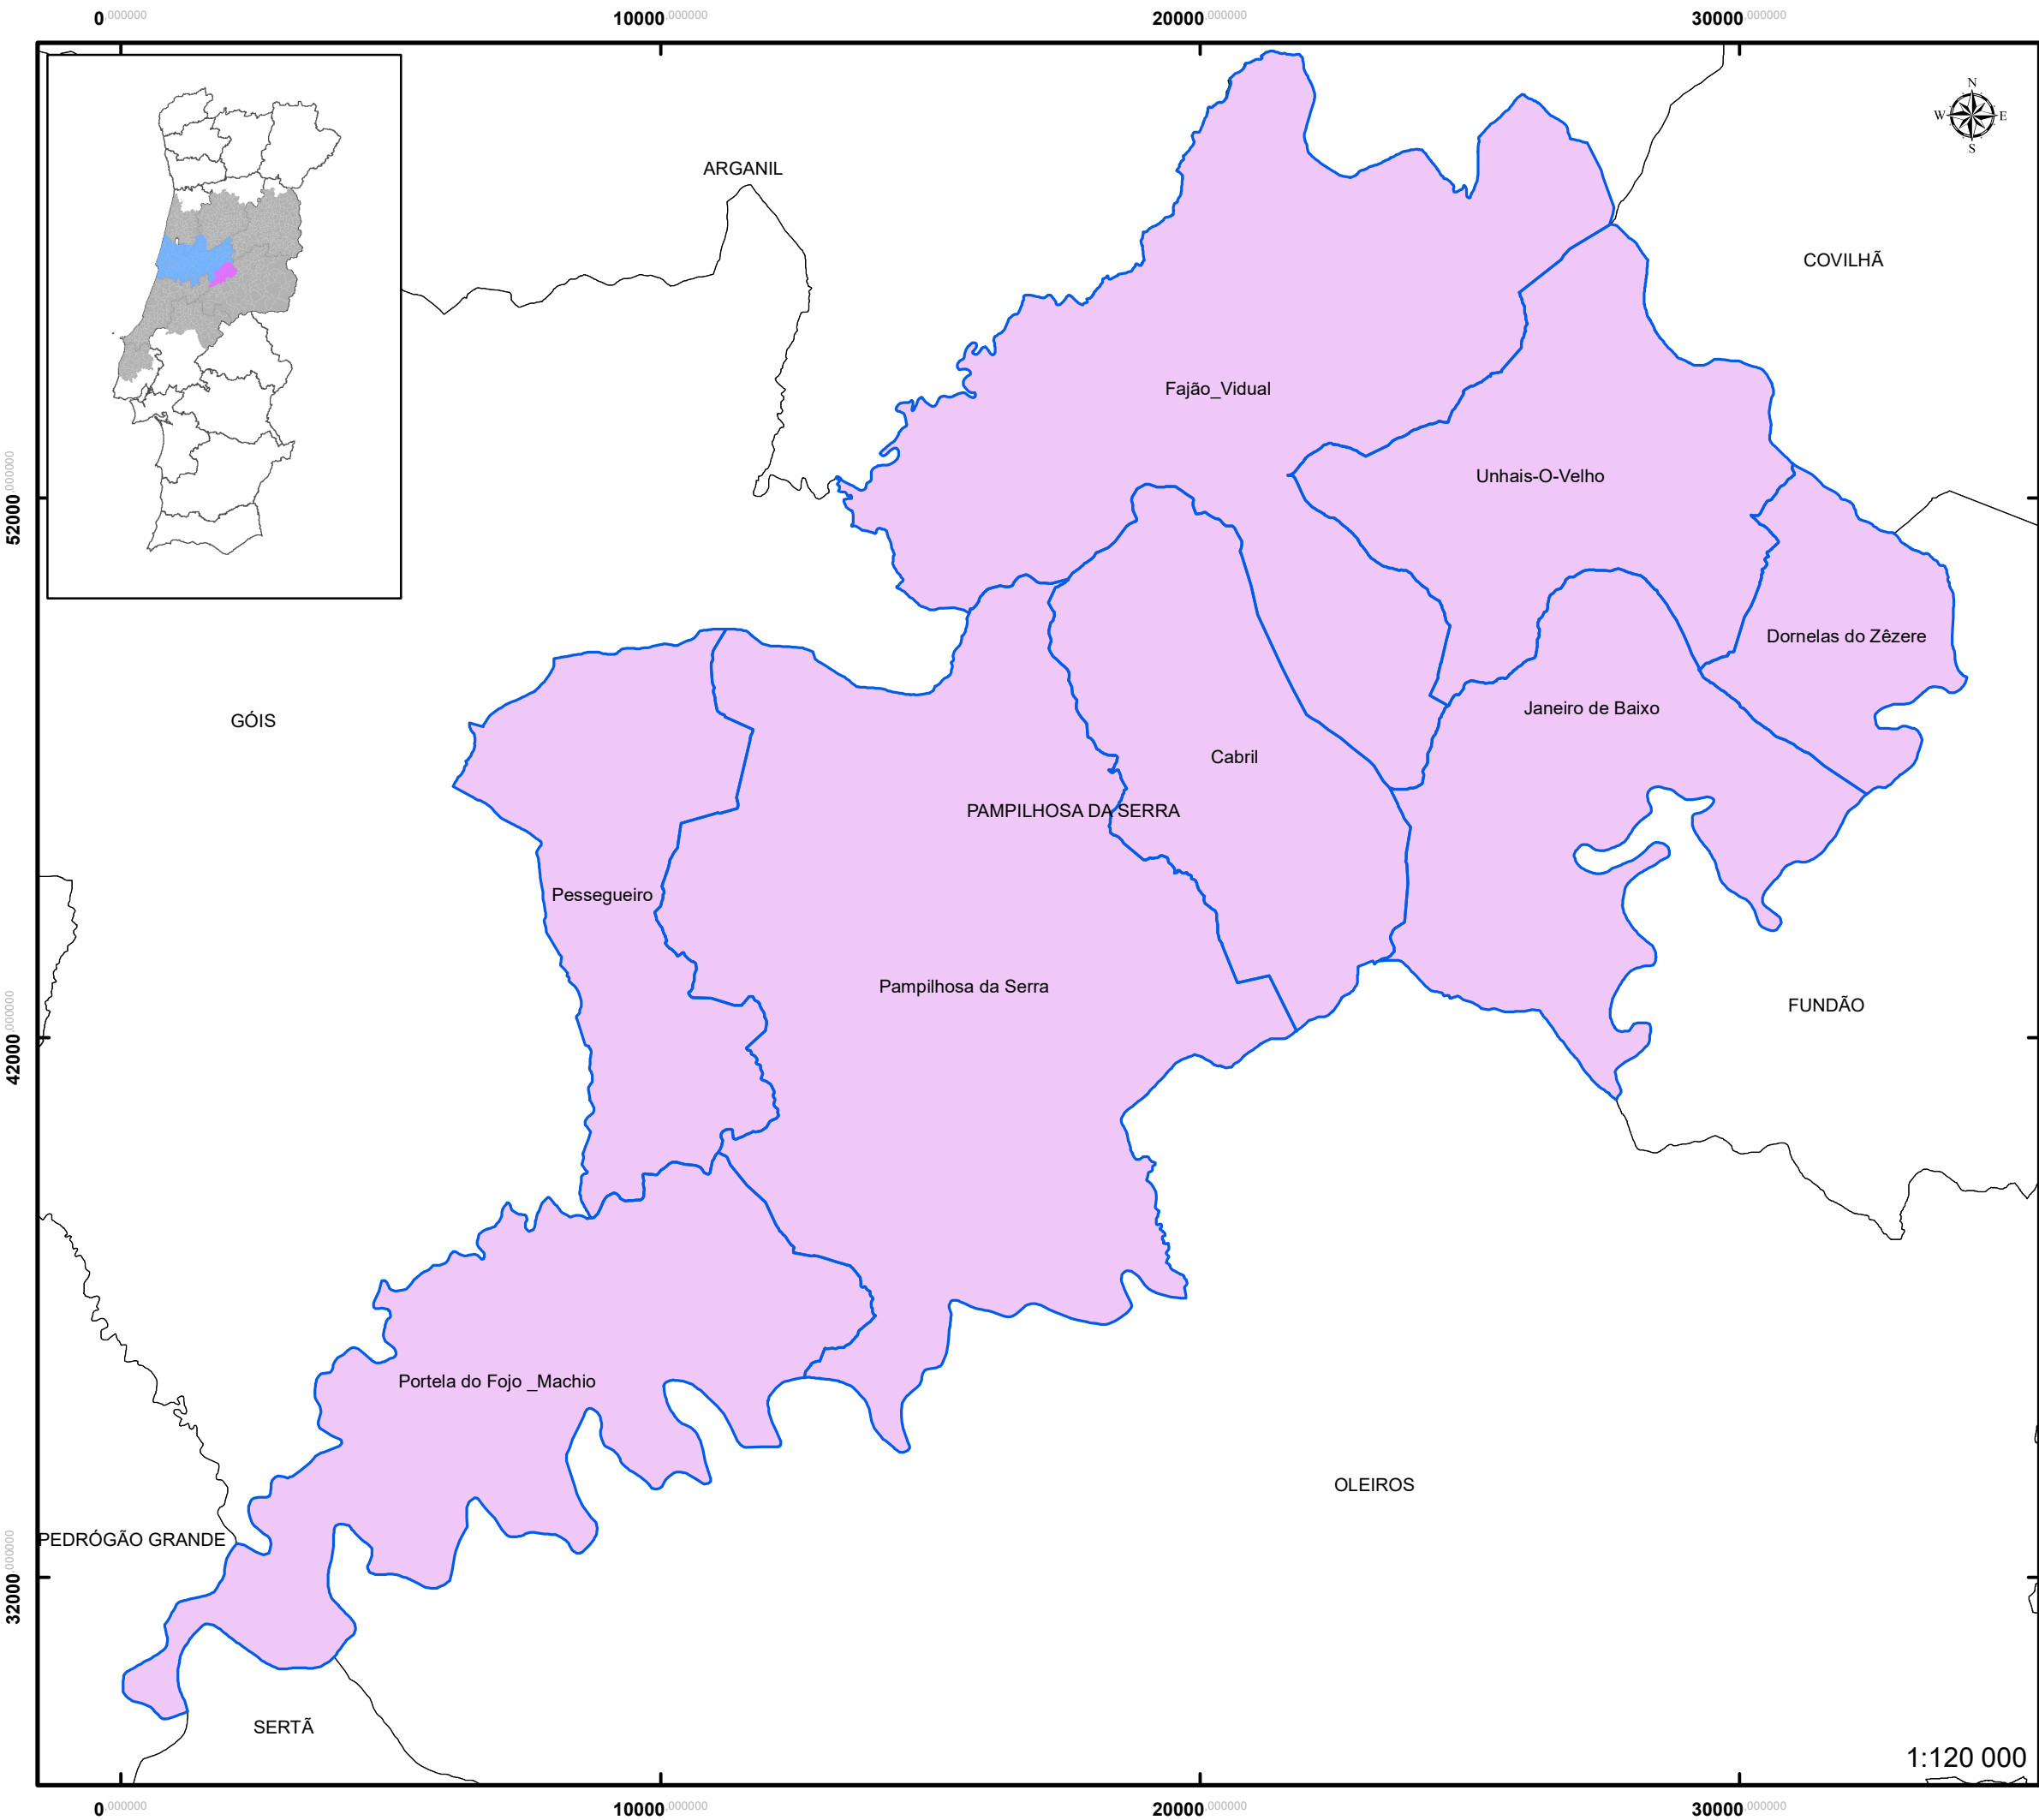 0,000000 10000,000000 20000,000000 30000,000000
N
W E
S
ARGANIL
COVILHÃ
Fajão_Vidual
Unhais-O-Velho
52000,000000
Dornelas do Zêzere
Janeiro de Baixo
GÓIS
Cabril
PAMPILHOSA DA SERRA
Pessegueiro
Pampilhosa da Serra
FUNDÃO
42000,000000
Portela do Fojo _Machio
OLEIROS
PEDRÓGÃO GRANDE
32000,000000
SERTÃ
1:120 000
0,000000 10000,000000 20000,000000 30000,000000